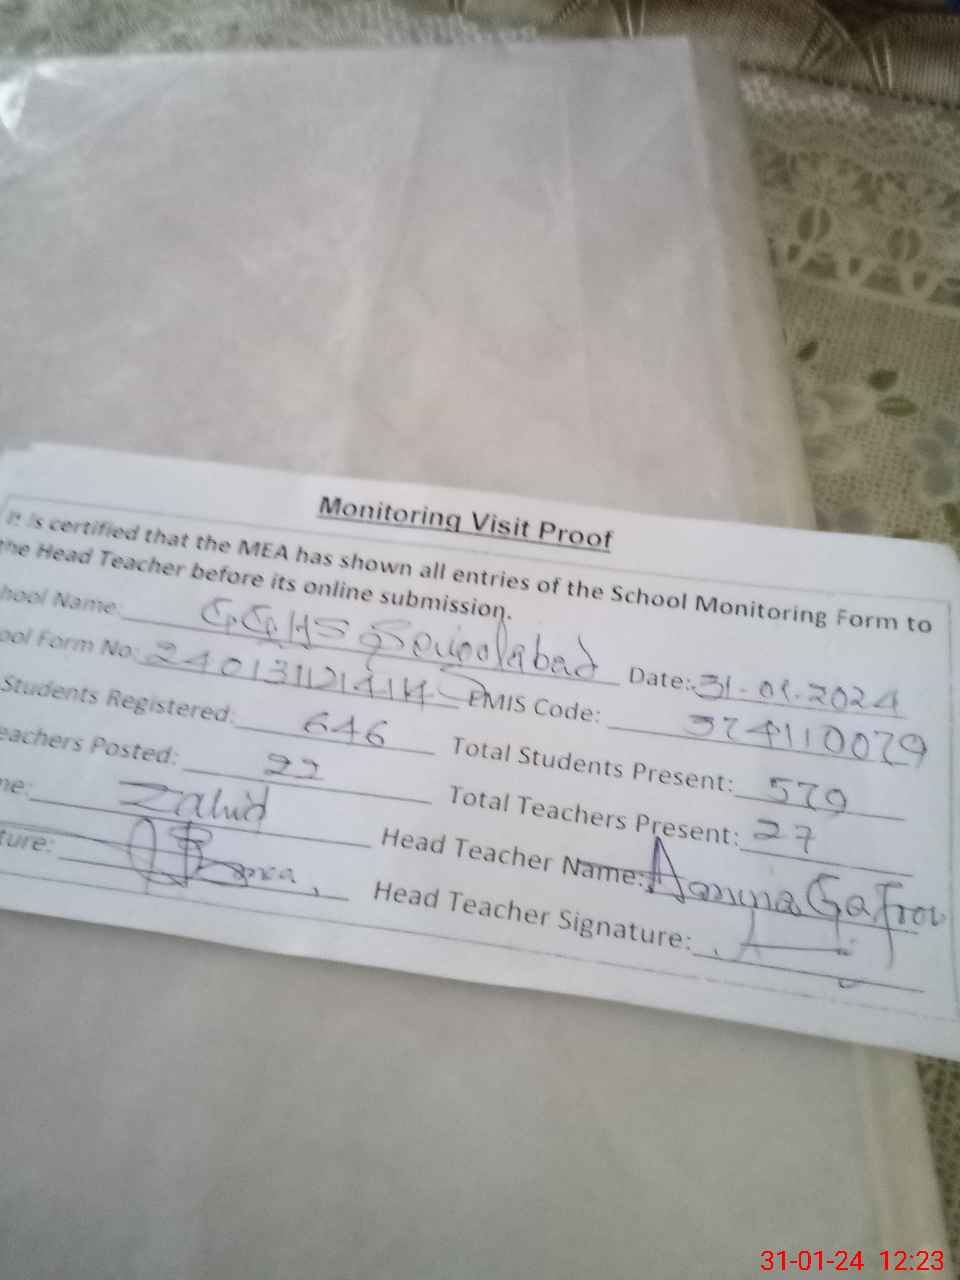 Monitoring Visit Proof
It is certified that the MEA has shown all entries of the School Monitoring Form to
the Head Teacher before its online submission.
hool Name: GGHS Date: 31-01-2024
ool Form No: EMIS Code: 374110079
Students Registered: 646 Total Students Present: 579
eachers Posted: Total Teachers Present: 27
me: Zahid Head Teacher Name: Amina
ture: Head Teacher Signature:
31-01-24 12:23